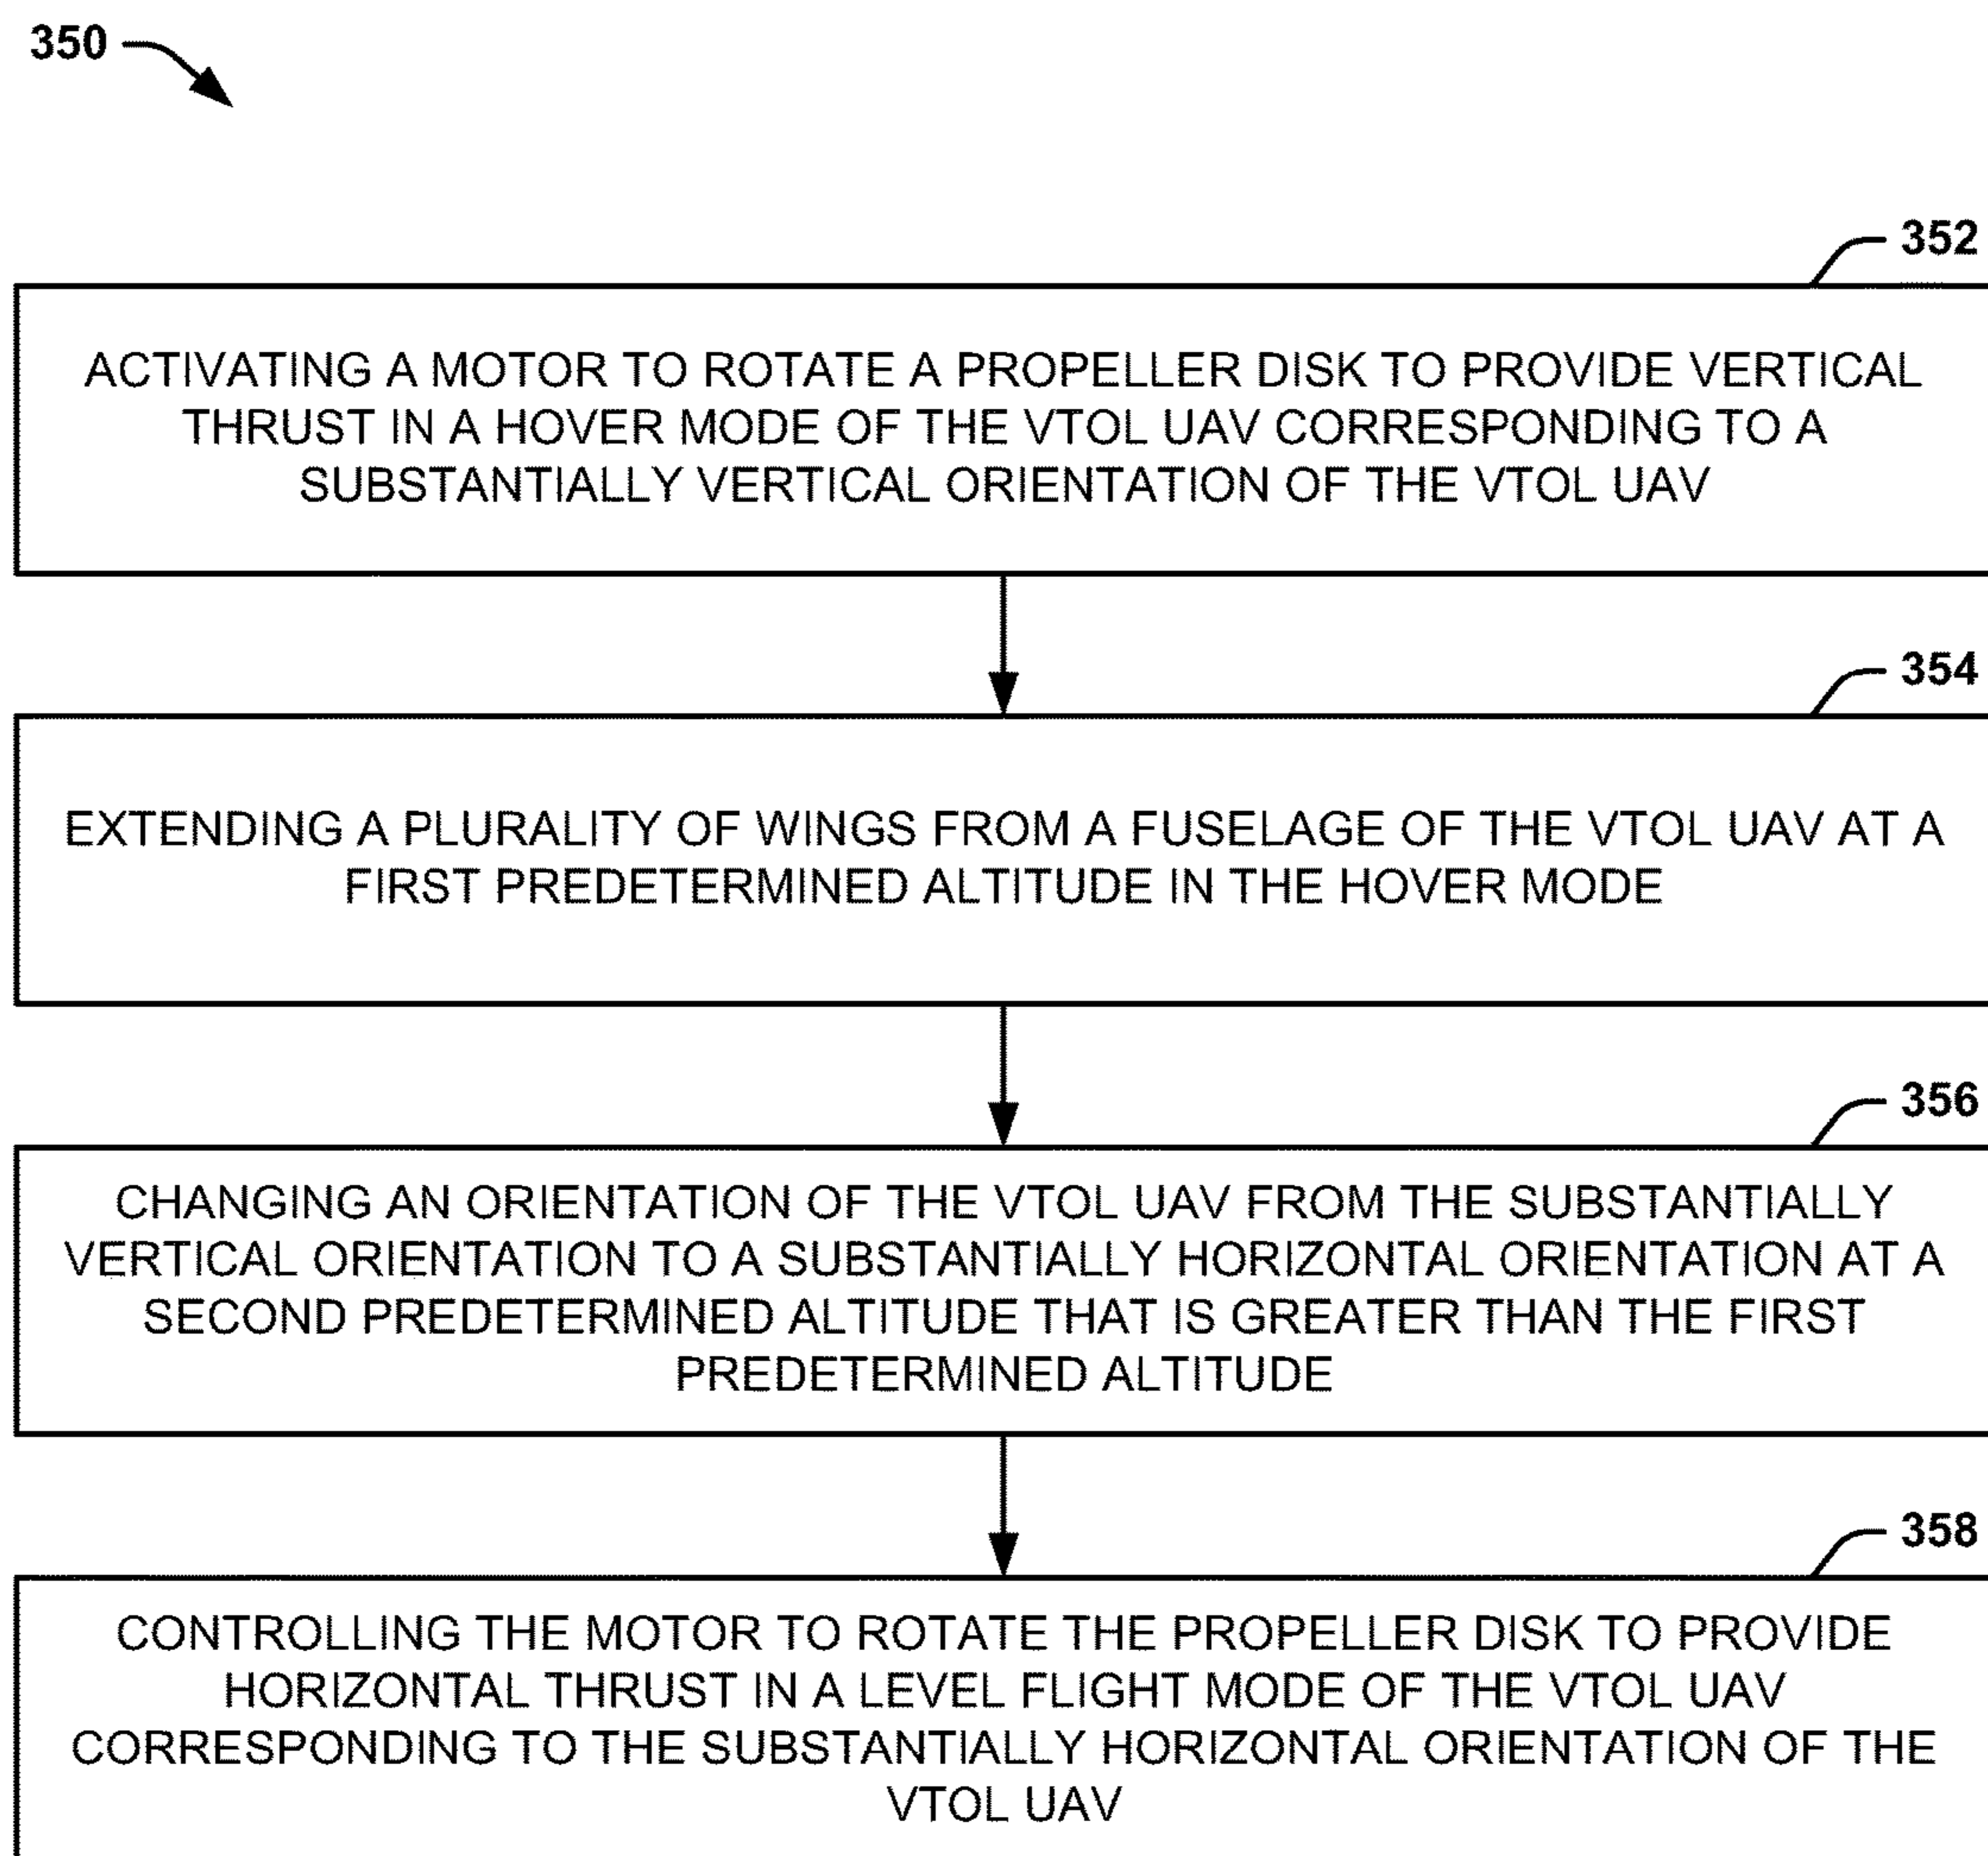 350
352
ACTIVATING A MOTOR TO ROTATE A PROPELLER DISK TO PROVIDE VERTICAL
THRUST IN A HOVER MODE OF THE VTOL UAV CORRESPONDING TO A
SUBSTANTIALLY VERTICAL ORIENTATION OF THE VTOL UAV
354
EXTENDING A PLURALITY OF WINGS FROM A FUSELAGE OF THE VTOL UAV AT A
FIRST PREDETERMINED ALTITUDE IN THE HOVER MODE
356
CHANGING AN ORIENTATION OF THE VTOL UAV FROM THE SUBSTANTIALLY
VERTICAL ORIENTATION TO A SUBSTANTIALLY HORIZONTAL ORIENTATION AT A
SECOND PREDETERMINED ALTITUDE THAT IS GREATER THAN THE FIRST
PREDETERMINED ALTITUDE
358
CONTROLLING THE MOTOR TO ROTATE THE PROPELLER DISK TO PROVIDE
HORIZONTAL THRUST IN A LEVEL FLIGHT MODE OF THE VTOL UAV
CORRESPONDING TO THE SUBSTANTIALLY HORIZONTAL ORIENTATION OF THE
VTOL UAV